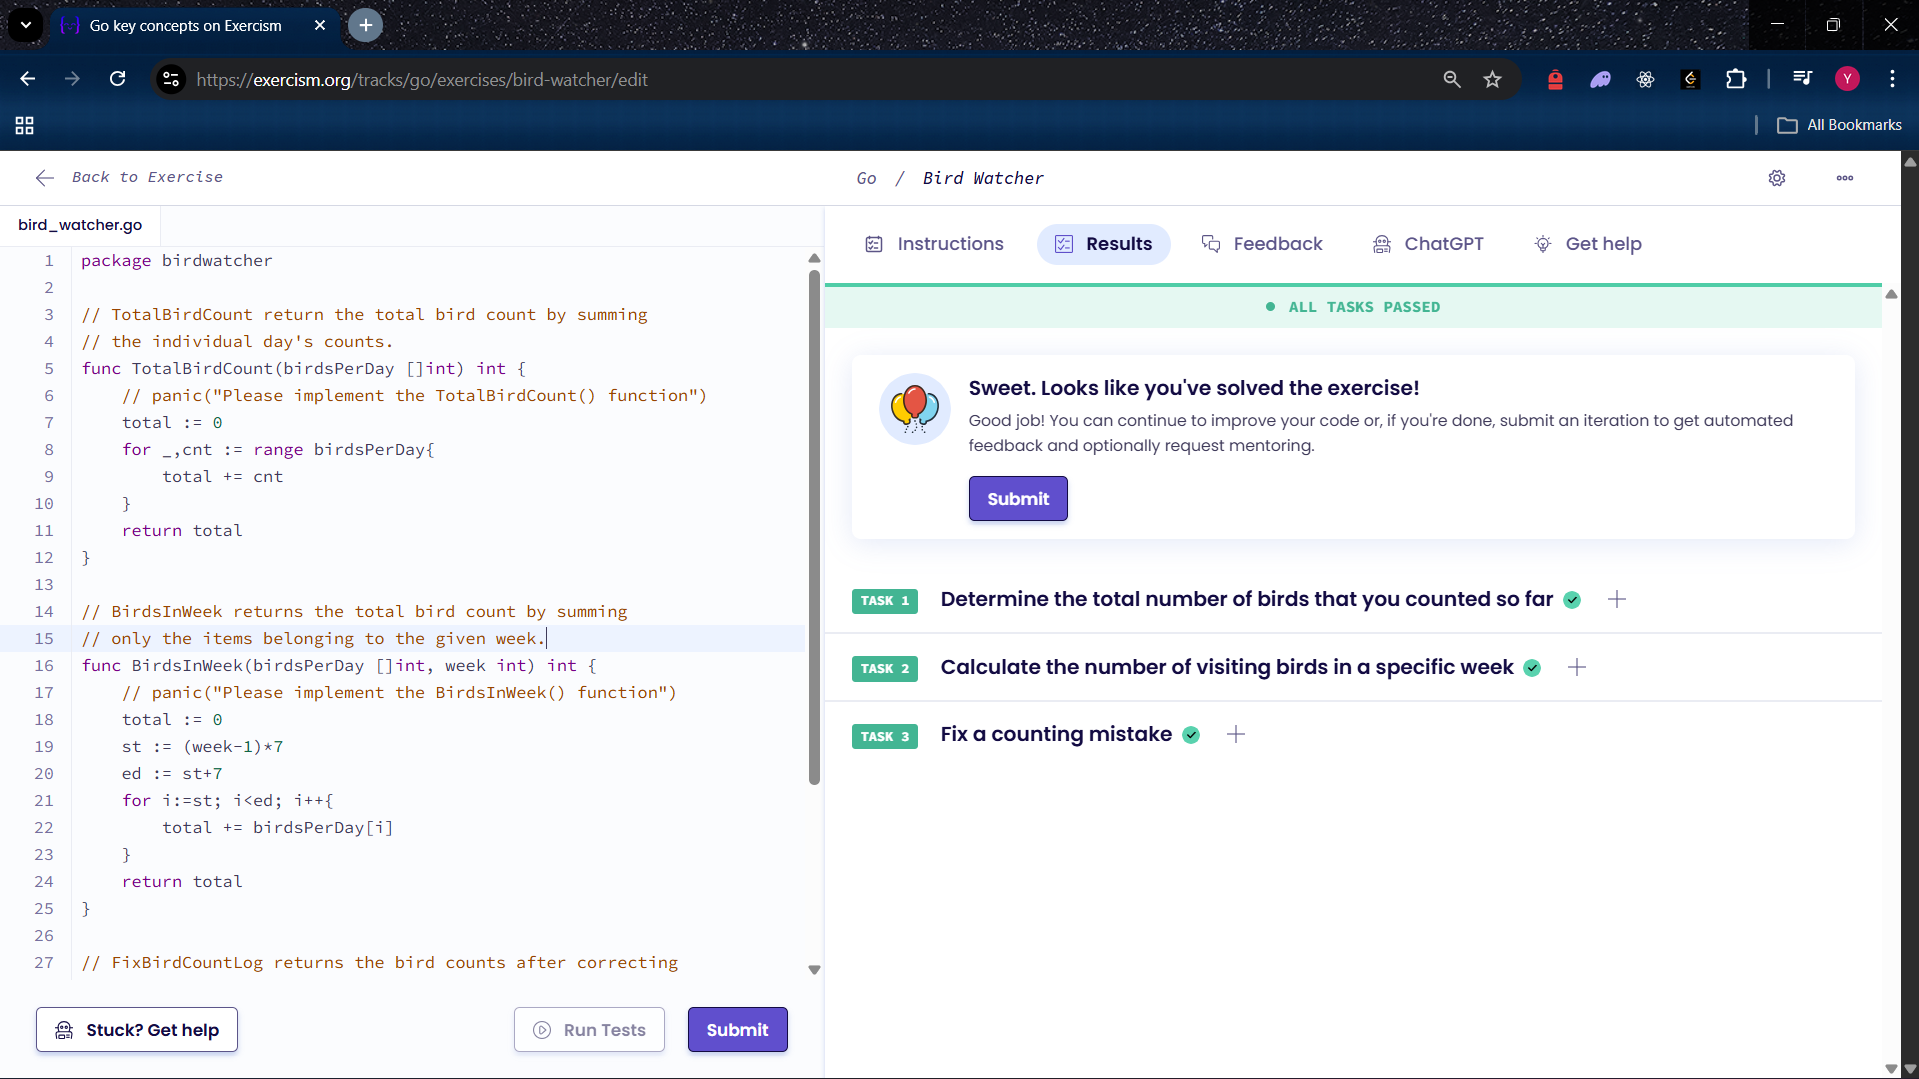 Go key concepts on Exercism
https://exercism.org/tracks/go/exercises/bird-watcher/edit
Y
All Bookmarks
Back to Exercise
Go / Bird Watcher
bird_watcher.go
1 package birdwatcher
2
3 // TotalBirdCount return the total bird count by summing
4 // the individual day's counts.
5 func TotalBirdCount(birdsPerDay []int) int {
6 // panic("Please implement the TotalBirdCount() function")
7 total := 0
8 for _,cnt := range birdsPerDay{
9 total += cnt
10 }
11 return total
12 }
13
14 // BirdsInWeek returns the total bird count by summing
15 // only the items belonging to the given week.
16 func BirdsInWeek(birdsPerDay []int, week int) int {
17 // panic("Please implement the BirdsInWeek() function")
18 total := 0
19 st := (week-1)*7
20 ed := st+7
21 for i:=st; i<ed; i++{
22 total += birdsPerDay[i]
23 }
24 return total
25 }
26
27 // FixBirdCountLog returns the bird counts after correcting
Stuck? Get help
Run Tests
Submit
Instructions
Results
Feedback
ChatGPT
Get help
ALL TASKS PASSED
Sweet. Looks like you've solved the exercise!
Good job! You can continue to improve your code or, if you're done, submit an iteration to get automated
feedback and optionally request mentoring.
Submit
TASK 1 Determine the total number of birds that you counted so far
TASK 2 Calculate the number of visiting birds in a specific week
TASK 3 Fix a counting mistake